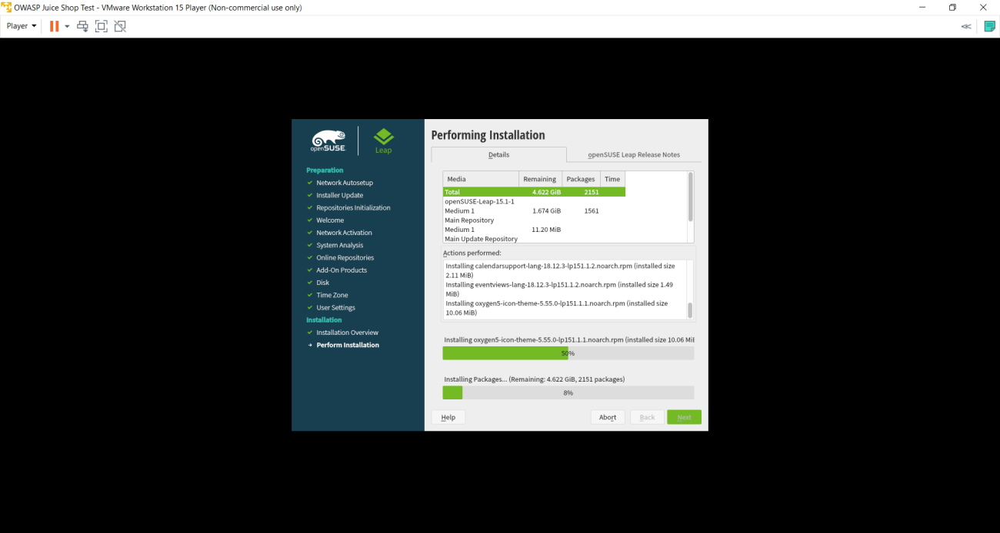 OWASP Juice Shop Test - VMware Workstation 15 Player (Non-commercial use only)
Player
openSUSE
Leap
Preparation
Network Autosetup
Installer Update
Repositories Initialization
Welcome
Network Activation
System Analysis
Online Repositories
Add-On Products
Disk
Time Zone
User Settings
Installation
Installation Overview
Perform Installation
Performing Installation
Details
openSUSE Leap Release Notes
Media Remaining Packages Time
Total 4.622 GiB 2151
openSUSE-Leap-15.1-1
Medium 1 1.674 GiB 1561
Main Repository
Medium 1 11.20 MiB
Main Update Repository
Actions performed:
Installing calendarsupport-lang-18.12.3-lp151.1.2.noarch.rpm (installed size
2.11 MiB)
Installing eventviews-lang-18.12.3-lp151.1.2.noarch.rpm (installed size 1.49
MiB)
Installing oxygen5-icon-theme-5.55.0-lp151.1.1.noarch.rpm (installed size
10.06 MiB)
Installing oxygen5-icon-theme-5.55.0-lp151.1.1.noarch.rpm (installed size 10.06 MiE
50%
Installing Packages... (Remaining: 4.622 GiB, 2151 packages)
8%
Help
Abort
Back
Next